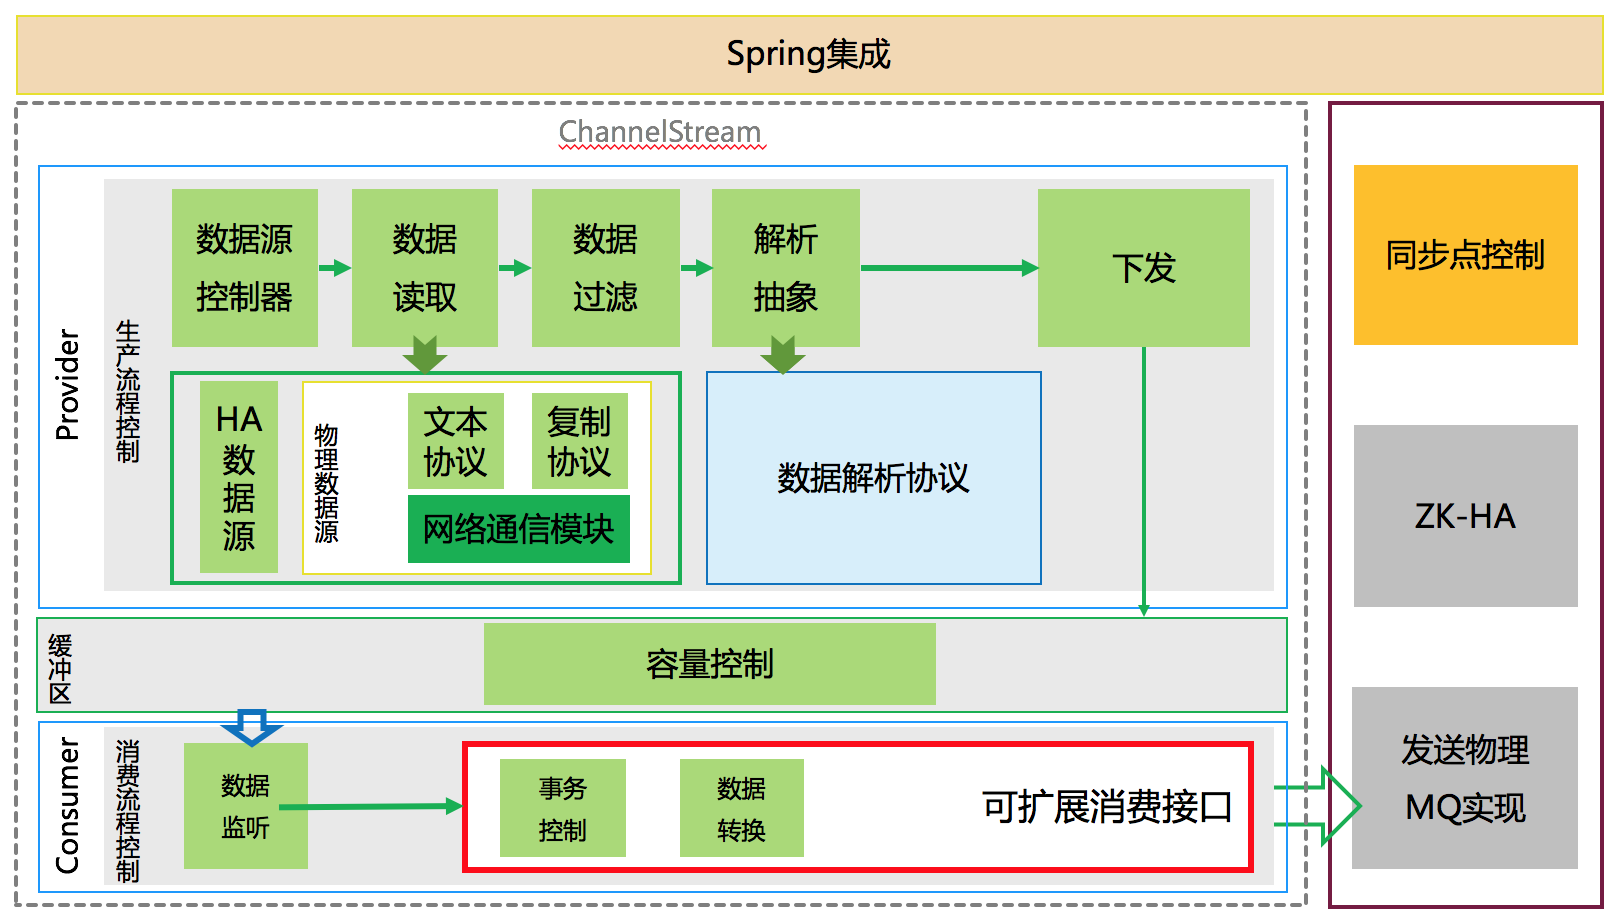 Spring集成
ChannelStream
Provider
生产流程控制
数据源
控制器
数据
读取
数据
过滤
解析
抽象
下发
HA
数
据
源
物理数据源
文本
协议
复制
协议
网络通信模块
数据解析协议
缓冲区
容量控制
Consumer
消费流程控制
数据
监听
事务
控制
数据
转换
可扩展消费接口
同步点控制
ZK-HA
发送物理
MQ实现